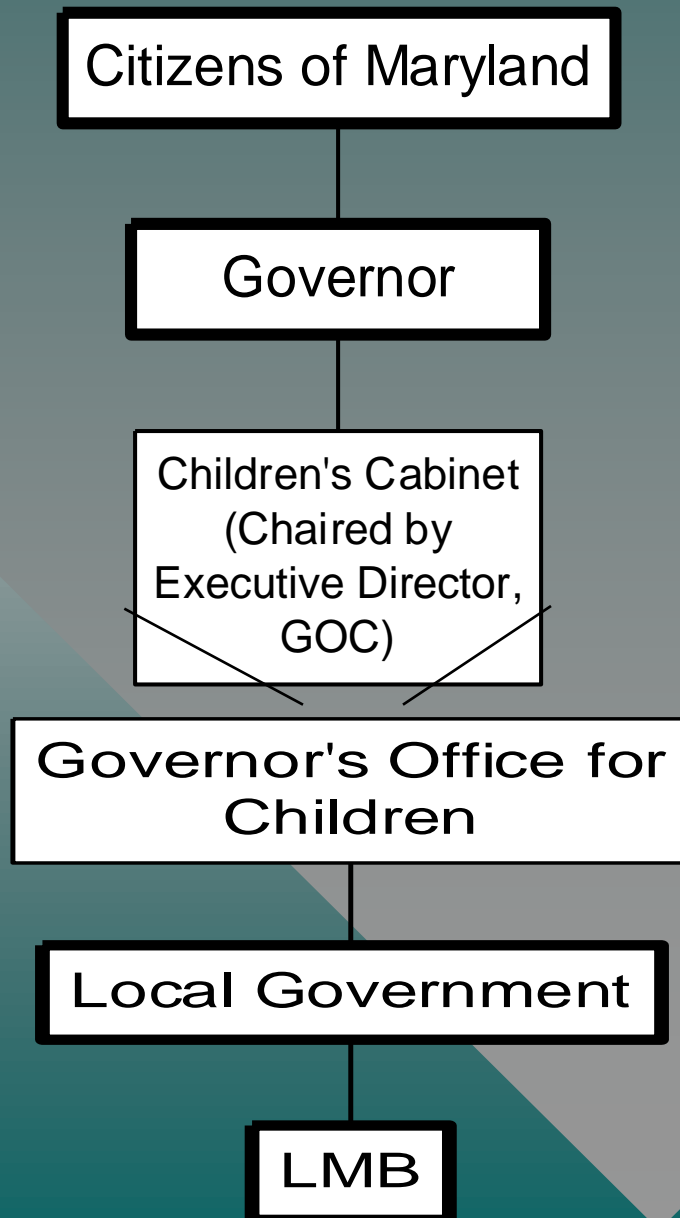 Citizens of Maryland
Governor
Children's Cabinet
(Chaired by
Executive Director,
GOC)
Governor's Office for
Children
Local Government
LMB